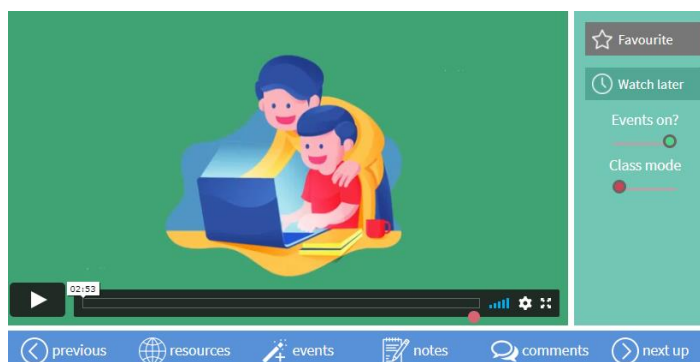 Favourite
Watch later
Events on?
Class mode
02:53
previous resources events notes comments next up